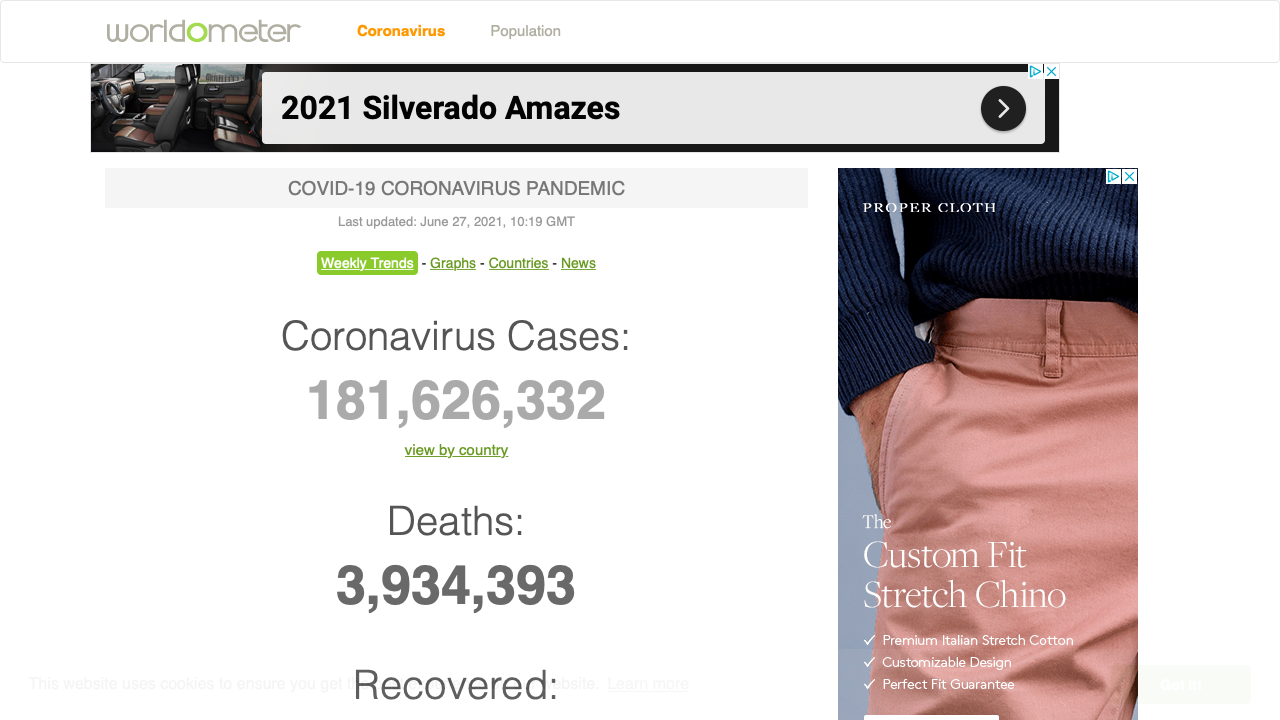 worldometer
Coronavirus
Population
2021 Silverado Amazes
COVID-19 CORONAVIRUS PANDEMIC
Last updated: June 27, 2021, 10:19 GMT
Weekly Trends - Graphs - Countries - News
Coronavirus Cases:
181,626,332
view by country
Deaths:
3,934,393
Recovered:
PROPER CLOTH
The
Custom Fit
Stretch Chino
✓ Premium Italian Stretch Cotton
✓ Customizable Design
✓ Perfect Fit Guarantee
This website uses cookies to ensure you get website. Learn more
Got it!